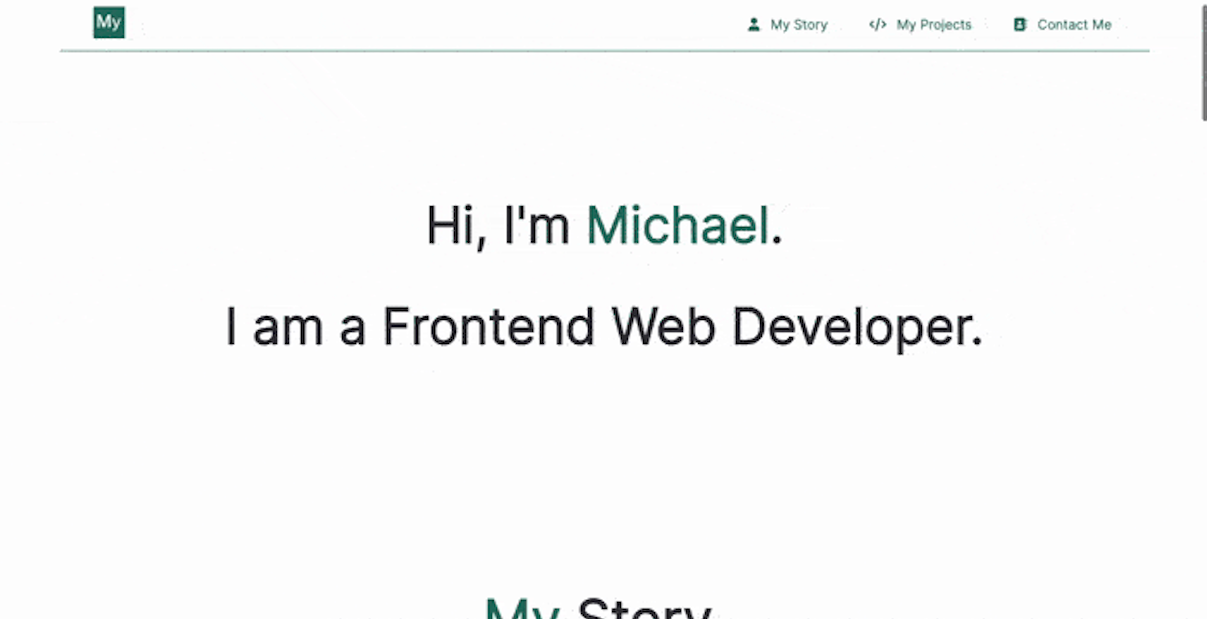 My
My Story </> My Projects Contact Me
Hi, I'm Michael.
I am a Frontend Web Developer.
My Story